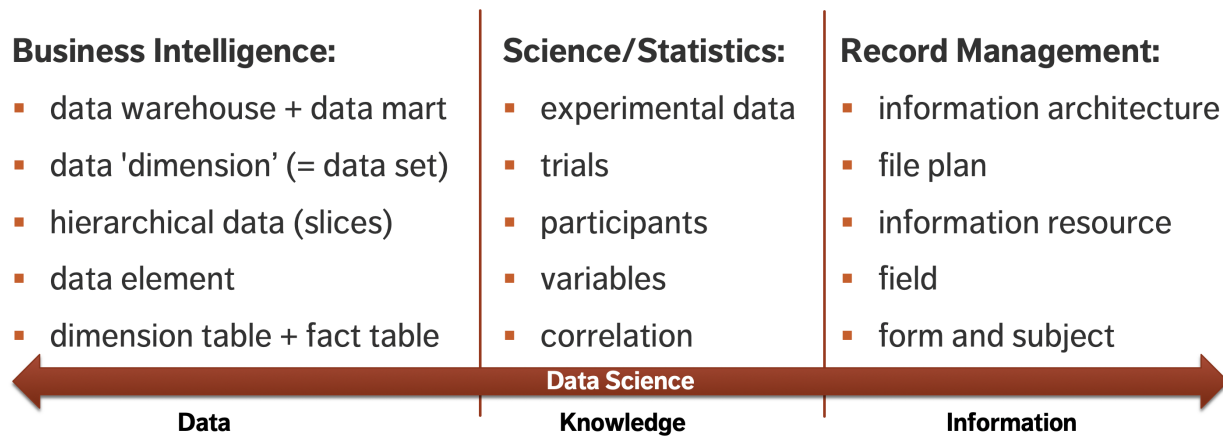 Business Intelligence:
▪ data warehouse + data mart
▪ data 'dimension’ (= data set)
▪ hierarchical data (slices)
▪ data element
▪ dimension table + fact table
Science/Statistics:
▪ experimental data
▪ trials
▪ participants
▪ variables
▪ correlation
Record Management:
▪ information architecture
▪ file plan
▪ information resource
▪ field
▪ form and subject
Data Science
Data
Knowledge
Information